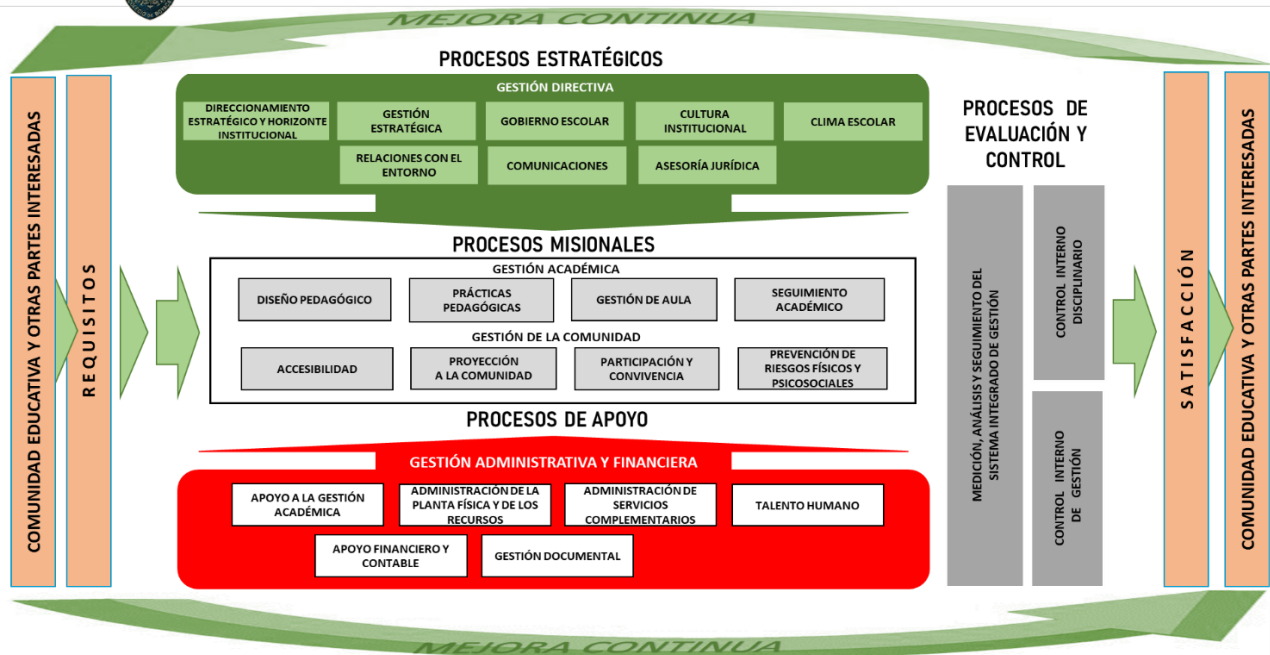 MEJORA CONTINUA
PROCESOS ESTRATÉGICOS
GESTIÓN DIRECTIVA
DIRECCIONAMIENTO
ESTRATÉGICO Y HORIZONTE
INSTITUCIONAL
GESTIÓN
ESTRATÉGICA
GOBIERNO ESCOLAR
CULTURA
INSTITUCIONAL
CLIMA ESCOLAR
RELACIONES CON EL
ENTORNO
COMUNICACIONES
ASESORÍA JURÍDICA
COMUNIDAD EDUCATIVA Y OTRAS PARTES INTERESADAS
REQUISITOS
PROCESOS MISIONALES
GESTIÓN ACADÉMICA
DISEÑO PEDAGÓGICO
PRÁCTICAS
PEDAGÓGICAS
GESTIÓN DE AULA
SEGUIMIENTO
ACADÉMICO
GESTIÓN DE LA COMUNIDAD
ACCESIBILIDAD
PROYECCIÓN
A LA COMUNIDAD
PARTICIPACIÓN Y
CONVIVENCIA
PREVENCIÓN DE
RIESGOS FÍSICOS Y
PSICOSOCIALES
PROCESOS DE APOYO
GESTIÓN ADMINISTRATIVA Y FINANCIERA
APOYO A LA GESTIÓN
ACADÉMICA
ADMINISTRACIÓN DE LA
PLANTA FÍSICA Y DE LOS
RECURSOS
ADMINISTRACIÓN DE
SERVICIOS
COMPLEMENTARIOS
TALENTO HUMANO
APOYO FINANCIERO Y
CONTABLE
GESTIÓN DOCUMENTAL
PROCESOS DE
EVALUACIÓN Y
CONTROL
MEDICIÓN, ANÁLISIS Y SEGUIMIENTO DEL
SISTEMA INTEGRADO DE GESTIÓN
CONTROL INTERNO
DISCIPLINARIO
CONTROL INTERNO
DE GESTIÓN
SATISFACCIÓN
COMUNIDAD EDUCATIVA Y OTRAS PARTES INTERESADAS
MEJORA CONTINUA